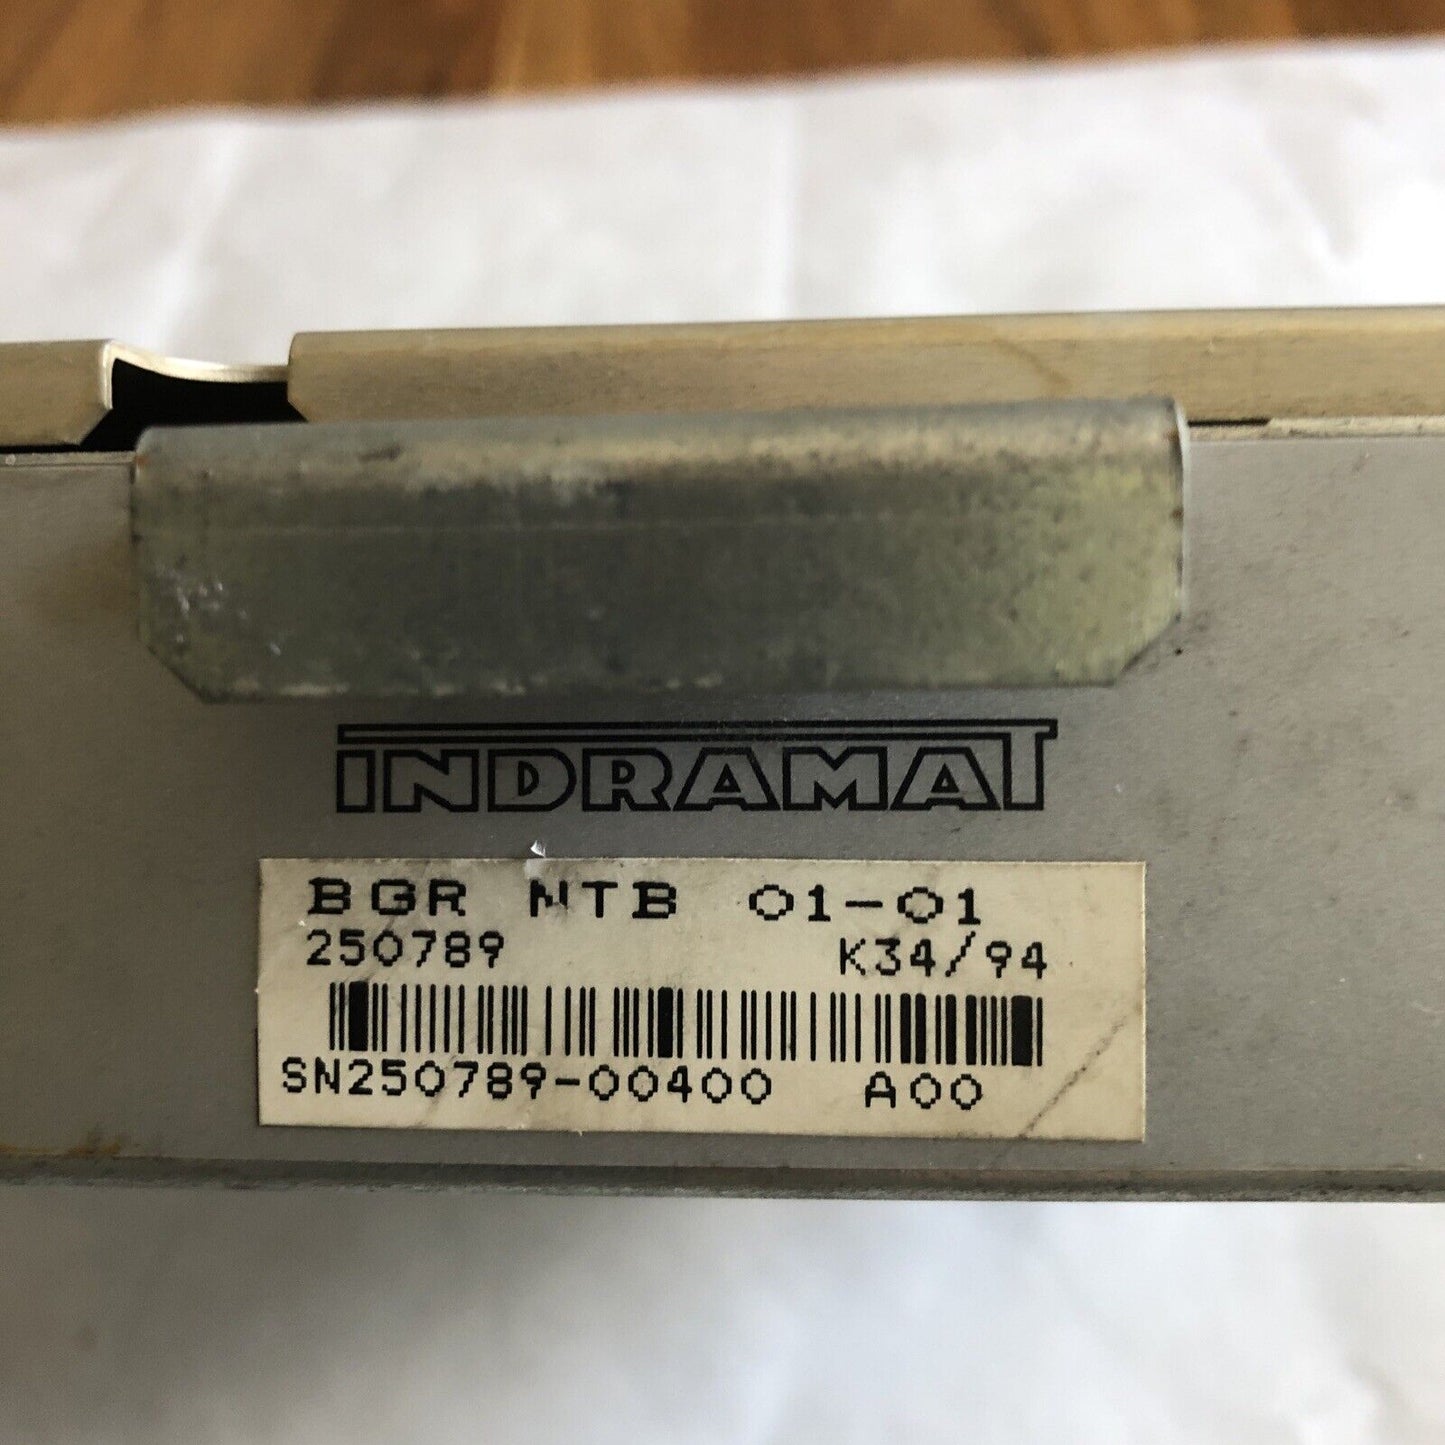 INDRAMAT
BGR NTB 01-01
250789 K34/94
SN250789-00400 A00